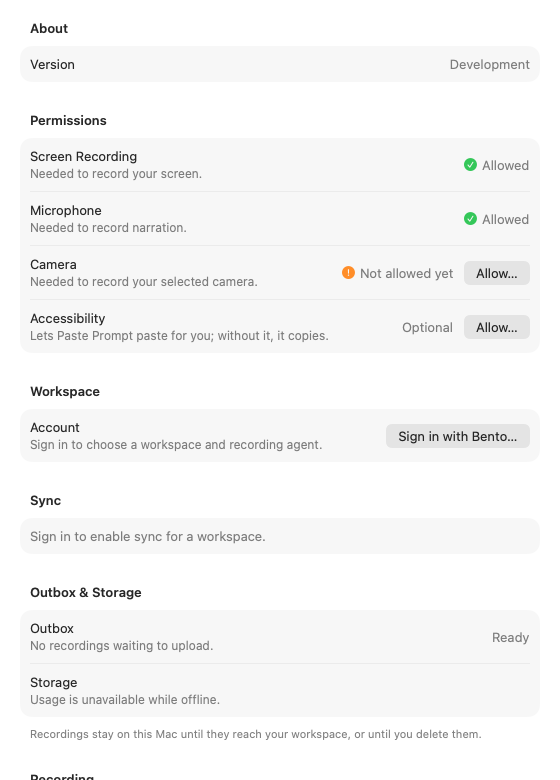 About
Version
Development
Permissions
Screen Recording
Needed to record your screen.
Allowed
Microphone
Needed to record narration.
Allowed
Camera
Needed to record your selected camera.
Not allowed yet
Allow...
Accessibility
Lets Paste Prompt paste for you; without it, it copies.
Optional
Allow...
Workspace
Account
Sign in to choose a workspace and recording agent.
Sign in with Bento...
Sync
Sign in to enable sync for a workspace.
Outbox & Storage
Outbox
No recordings waiting to upload.
Ready
Storage
Usage is unavailable while offline.
Recordings stay on this Mac until they reach your workspace, or until you delete them.
Recording